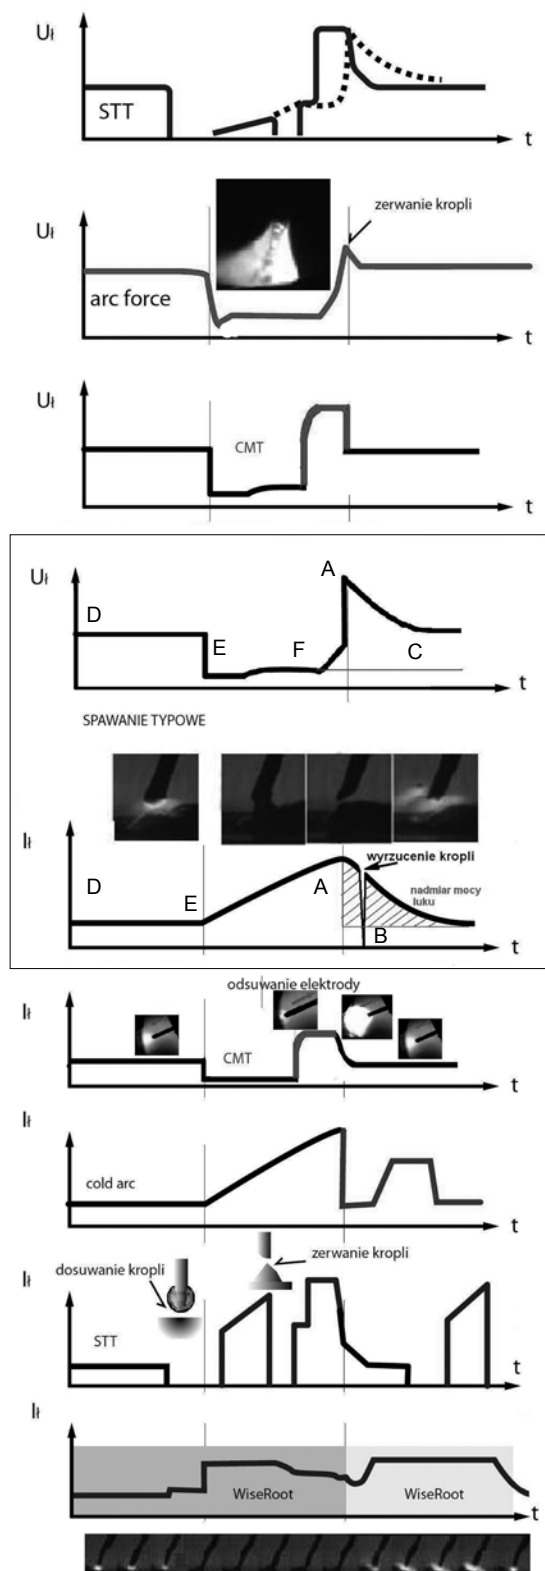 Uł
STT
t
zerwanie kropli
Uł
arc force
t
Uł
CMT
t
A
Uł
D
E
F
C
t
SPAWANIE TYPOWE
Ił
wyrzucenie kropli
D
A
nadmiar mocy
łuku
E
B
t
odsuwanie elektrody
Ił
CMT
t
Ił
cold arc
t
zerwanie kropli
Ił
dosuwanie kropli
STT
t
Ił
WiseRoot
WiseRoot
t